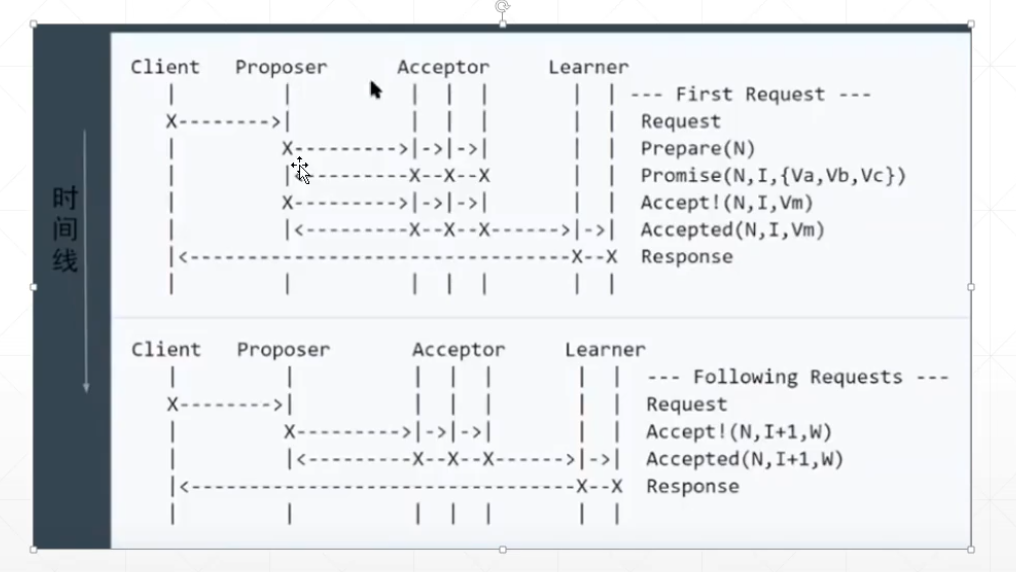 时间线
Client Proposer Acceptor Learner
| | | | | | | --- First Request ---
X-------->| | | | | | Request
| X--------->|->|->| | | Prepare(N)
| |<---------X--X--X | | Promise(N,I,{Va,Vb,Vc})
| X--------->|->|->| | | Accept!(N,I,Vm)
| |<---------X--X--X------>|->| Accepted(N,I,Vm)
|<---------------------------------X--X Response
| | | | | | |
Client Proposer Acceptor Learner
| | | | | | | --- Following Requests ---
X-------->| | | | | | Request
| X--------->|->|->| | | Accept!(N,I+1,W)
| |<---------X--X--X------>|->| Accepted(N,I+1,W)
|<---------------------------------X--X Response
| | | | | | |